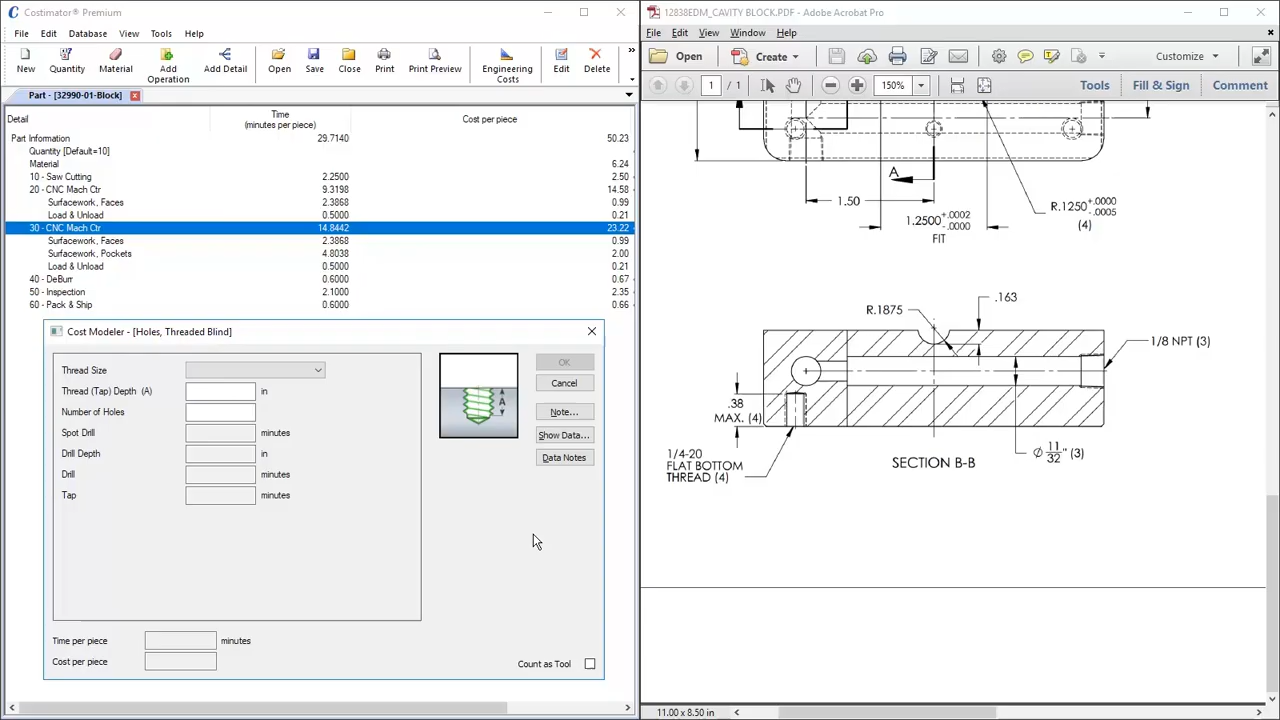 Costimator® Premium
File Edit Database View Tools Help
New Quantity Material Add Operation Add Detail Open Save Close Print Print Preview Engineering Costs Edit Delete
Part - [32990-01-Block]
Detail Time (minutes per piece) Cost per piece
Part Information 29.7140 50.23
Quantity [Default=10]
Material 6.24
10 - Saw Cutting 2.2500 2.50
20 - CNC Mach Ctr 9.3198 14.58
Surfacework, Faces 2.3868 0.99
Load & Unload 0.5000 0.21
30 - CNC Mach Ctr 14.8442 23.22
Surfacework, Faces 2.3868 0.99
Surfacework, Pockets 4.8038 2.00
Load & Unload 0.5000 0.21
40 - DeBurr 0.6000 0.67
50 - Inspection 2.1000 2.35
60 - Pack & Ship 0.6000 0.66
Cost Modeler - [Holes, Threaded Blind]
Thread Size
Thread (Tap) Depth (A) in
Number of Holes
Spot Drill minutes
Drill Depth in
Drill minutes
Tap minutes
A
OK
Cancel
Note...
Show Data...
Data Notes
Time per piece minutes
Cost per piece
Count as Tool
12838EDM_CAVITY BLOCK.PDF - Adobe Acrobat Pro
File Edit View Window Help
Open Create Customize
1 / 1 150% Tools Fill & Sign Comment
A
1.50
R.1250 +.0000 -.0005
(4)
1.2500 +.0002 -.0000
FIT
.163
R.1875
1/8 NPT (3)
.38
MAX. (4)
1/4-20
FLAT BOTTOM
THREAD (4)
SECTION B-B
Ø 11/32" (3)
11.00 x 8.50 in